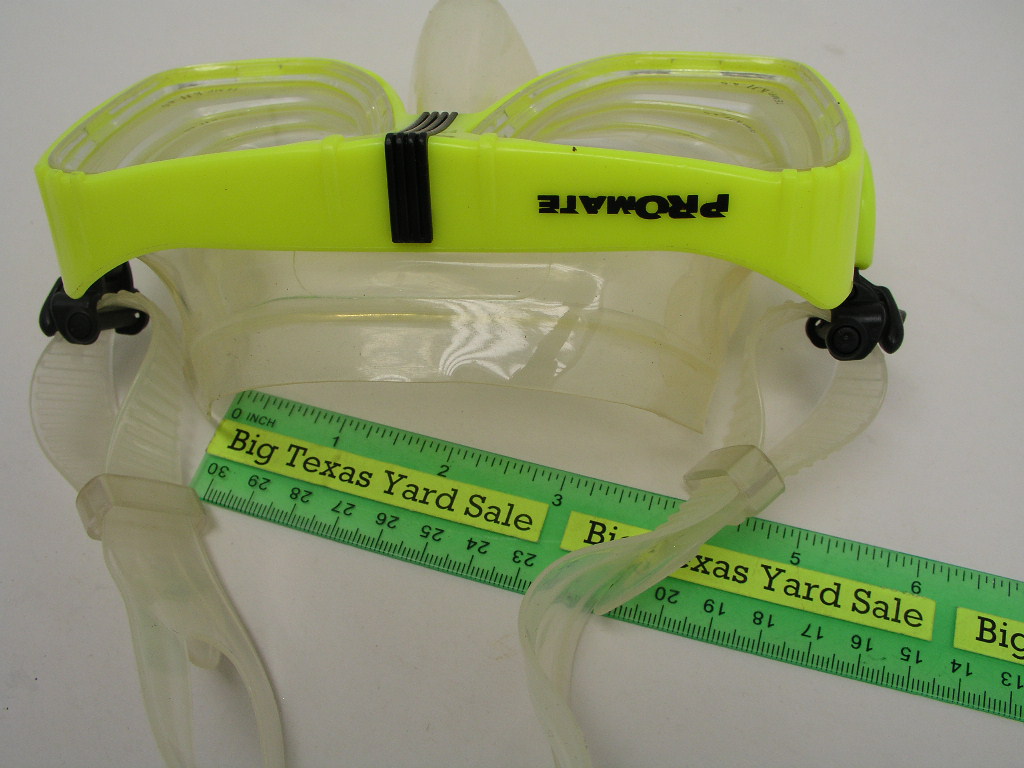 PROMATE
0 INCH 1 2 3 5 6
Big Texas Yard Sale
Big Texas Yard Sale
Big
30 29 28 27 26 25 24 23 20 19 18 17 16 15 14 13